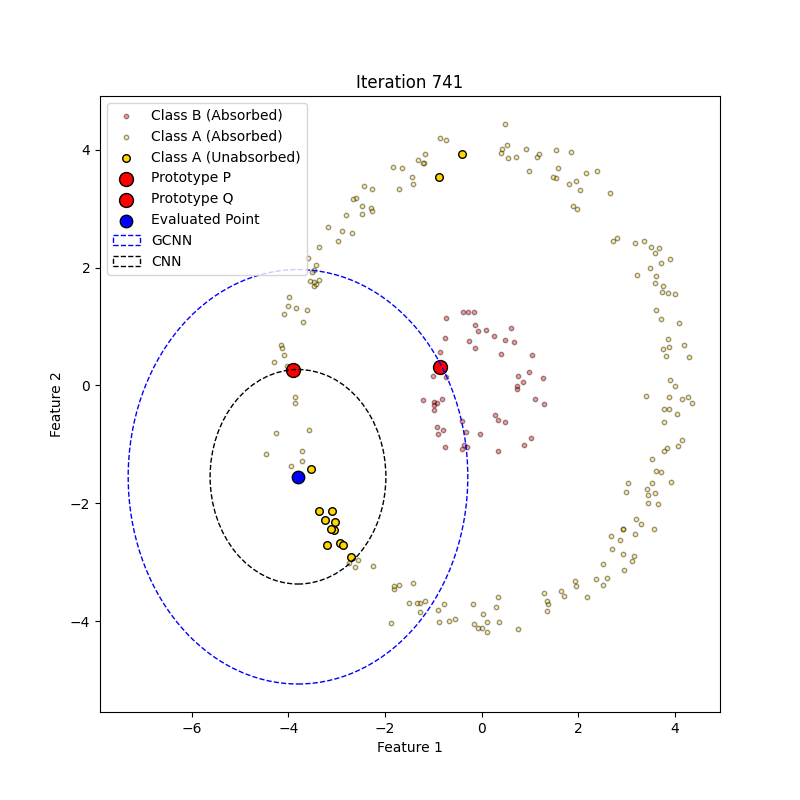 Iteration 741
Class B (Absorbed)
Class A (Absorbed)
Class A (Unabsorbed)
Prototype P
Prototype Q
Evaluated Point
GCNN
CNN
Feature 2
4
2
0
−2
−4
−6
−4
−2
0
2
4
Feature 1